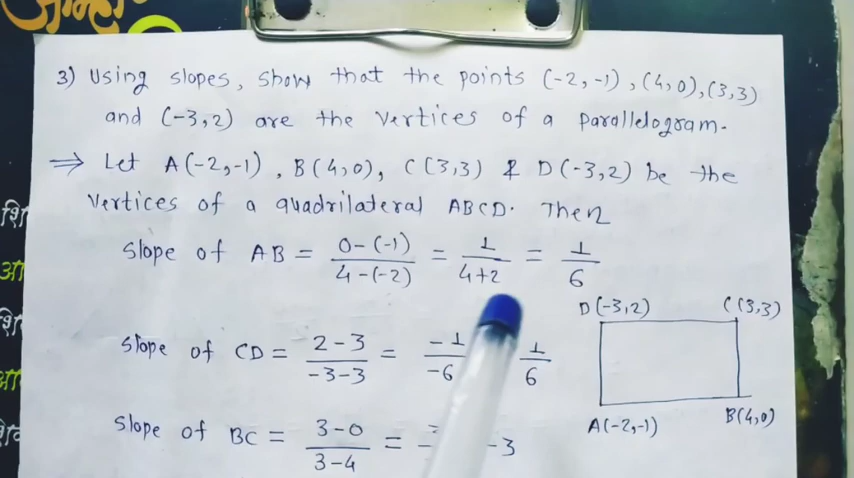 आम्हा
3) Using slopes, show that the points (-2,-1), (4,0), (3,3)
and (-3,2) are the vertices of a parallelogram.
⇒ Let A(-2,-1), B(4,0), C(3,3) & D(-3,2) be the
vertices of a quadrilateral ABCD. Then
Slope of AB = 0-(-1)/4-(-2) = 1/4+2 = 1/6
Slope of CD = 2-3/-3-3 = -1/-6 1/6
Slope of BC = 3-0/3-4 = -3
D(-3,2) C(3,3)
A(-2,-1) B(4,0)